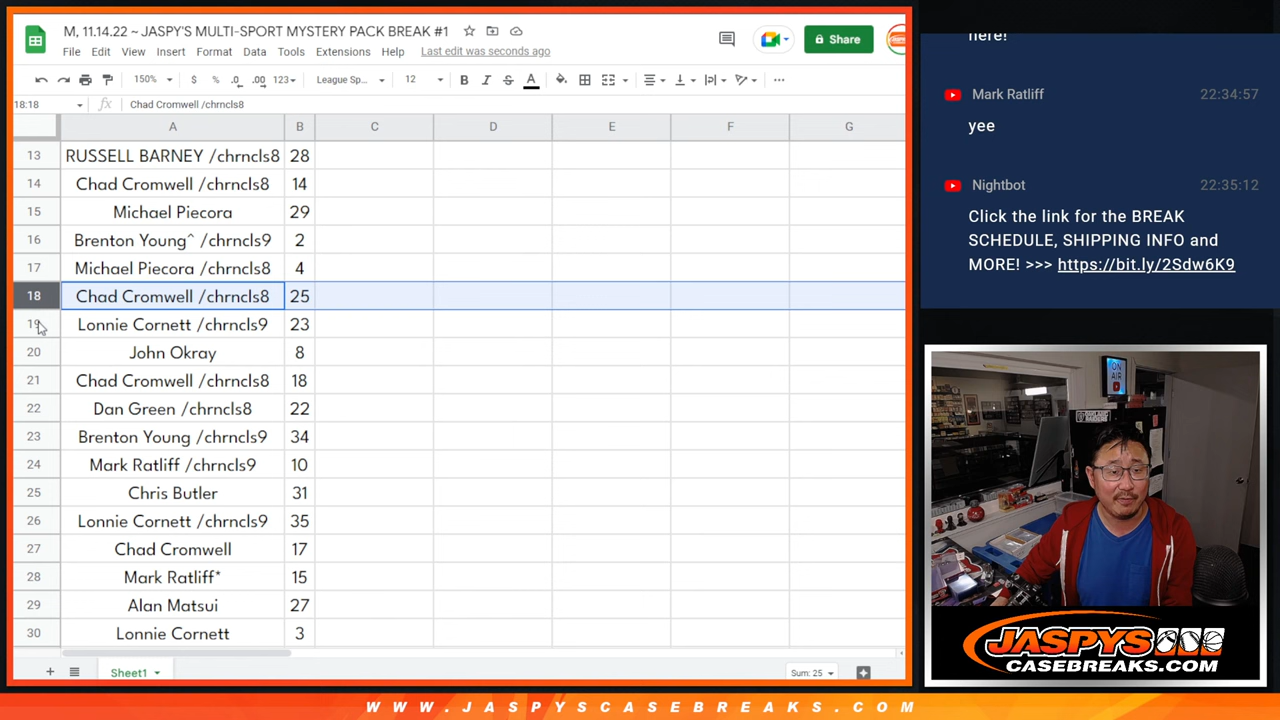 M, 11.14.22 ~ JASPY'S MULTI-SPORT MYSTERY PACK BREAK #1
File Edit View Insert Format Data Tools Extensions Help Last edit was seconds ago
Share
150% $ % .0 .00 123 League Sp... 12 B I S A
18:18 fx Chad Cromwell /chrncls8
A B C D E F G
13 RUSSELL BARNEY /chrncls8 28
14 Chad Cromwell /chrncls8 14
15 Michael Piecora 29
16 Brenton Young^ /chrncls9 2
17 Michael Piecora /chrncls8 4
18 Chad Cromwell /chrncls8 25
19 Lonnie Cornett /chrncls9 23
20 John Okray 8
21 Chad Cromwell /chrncls8 18
22 Dan Green /chrncls8 22
23 Brenton Young /chrncls9 34
24 Mark Ratliff /chrncls9 10
25 Chris Butler 31
26 Lonnie Cornett /chrncls9 35
27 Chad Cromwell 17
28 Mark Ratliff* 15
29 Alan Matsui 27
30 Lonnie Cornett 3
Sheet1 Sum: 25
here!
Mark Ratliff 22:34:57
yee
Nightbot 22:35:12
Click the link for the BREAK
SCHEDULE, SHIPPING INFO and
MORE! >>> https://bit.ly/2Sdw6K9
ON
AIR
JASPYS
CASEBREAKS.COM
WWW.JASPYSCASEBREAKS.COM